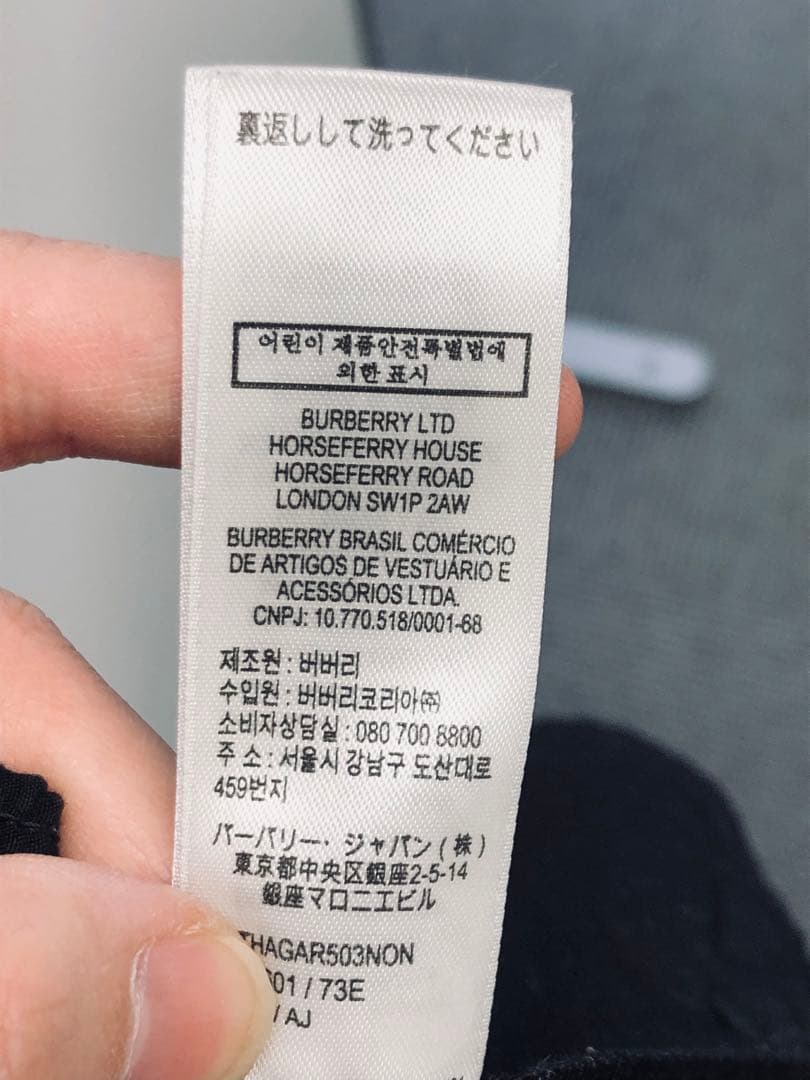 裏返しして洗ってください
어린이 제품안전특별법에
의한 표시
BURBERRY LTD
HORSEFERRY HOUSE
HORSEFERRY ROAD
LONDON SW1P 2AW
BURBERRY BRASIL COMÉRCIO
DE ARTIGOS DE VESTUÁRIO E
ACESSÓRIOS LTDA.
CNPJ: 10.770.518/0001-68
제조원 : 버버리
수입원 : 버버리코리아㈜
소비자상담실 : 080 700 8800
주 소 : 서울시 강남구 도산대로
459번지
バーバリー・ジャパン(株)
東京都中央区銀座2-5-14
銀座マロニエビル
THAGAR503NON
/ 73E
/ AJ